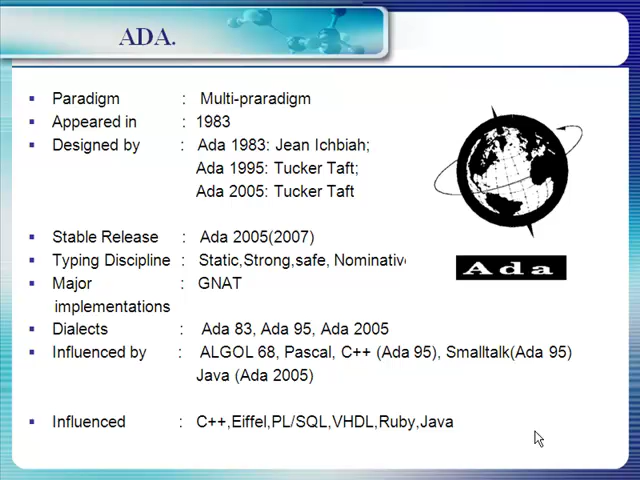 ADA.
Paradigm : Multi-praradigm
Appeared in : 1983
Designed by : Ada 1983: Jean Ichbiah;
Ada 1995: Tucker Taft;
Ada 2005: Tucker Taft
Stable Release : Ada 2005(2007)
Typing Discipline : Static,Strong,safe, Nominative
Major : GNAT
implementations
Dialects : Ada 83, Ada 95, Ada 2005
Influenced by : ALGOL 68, Pascal, C++ (Ada 95), Smalltalk(Ada 95)
Java (Ada 2005)
Influenced : C++,Eiffel,PL/SQL,VHDL,Ruby,Java
Ada